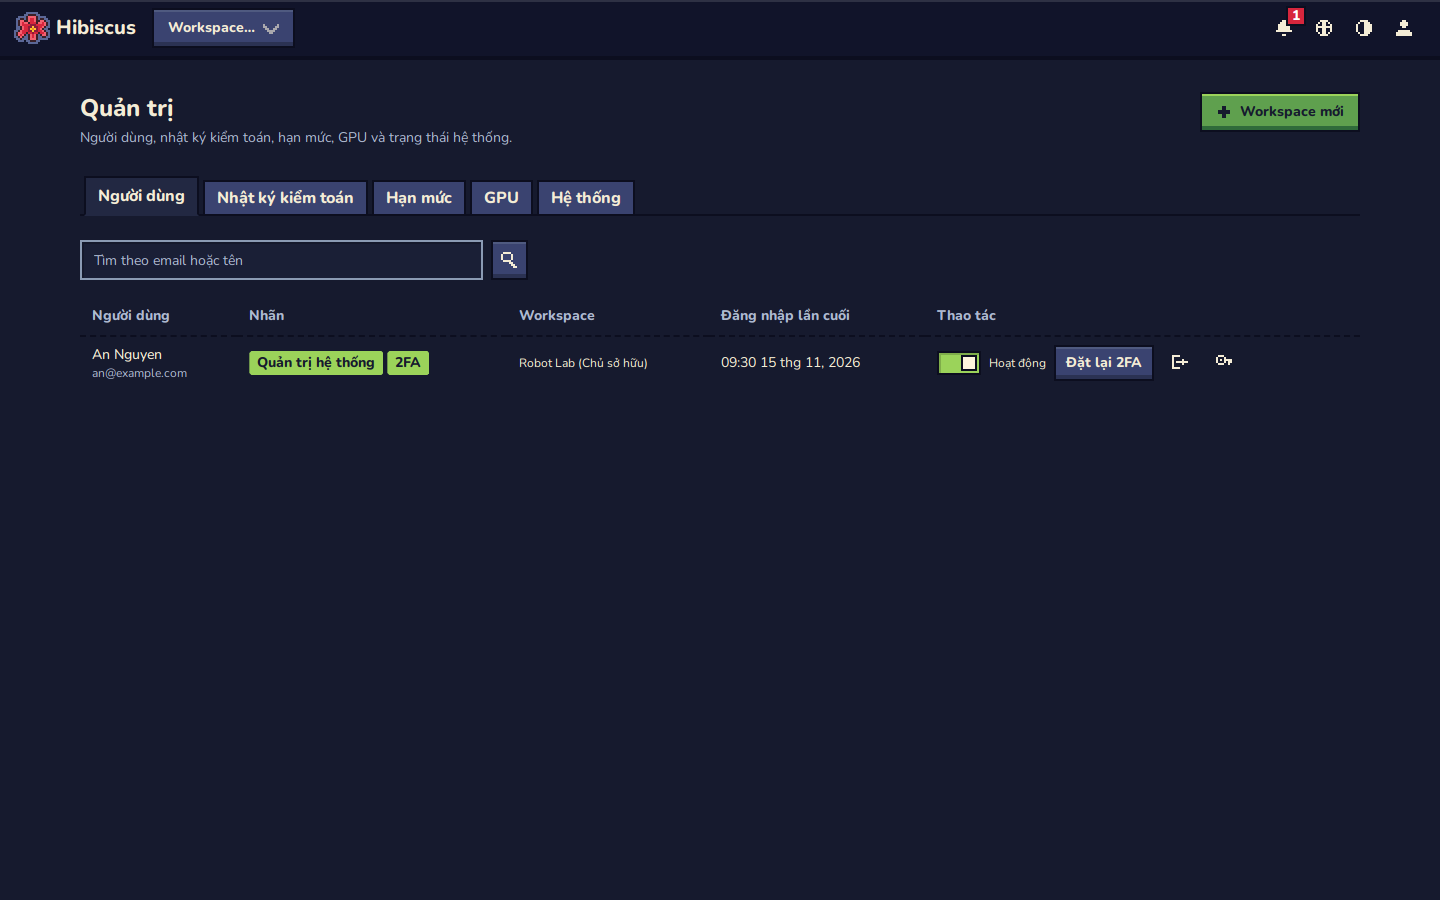 Hibiscus
Workspace...
1
Quản trị
Người dùng, nhật ký kiểm toán, hạn mức, GPU và trạng thái hệ thống.
Workspace mới
Người dùng
Nhật ký kiểm toán
Hạn mức
GPU
Hệ thống
Tìm theo email hoặc tên
Người dùng Nhãn Workspace Đăng nhập lần cuối Thao tác
An Nguyen
an@example.com
Quản trị hệ thống 2FA
Robot Lab (Chủ sở hữu)
09:30 15 thg 11, 2026
Hoạt động
Đặt lại 2FA